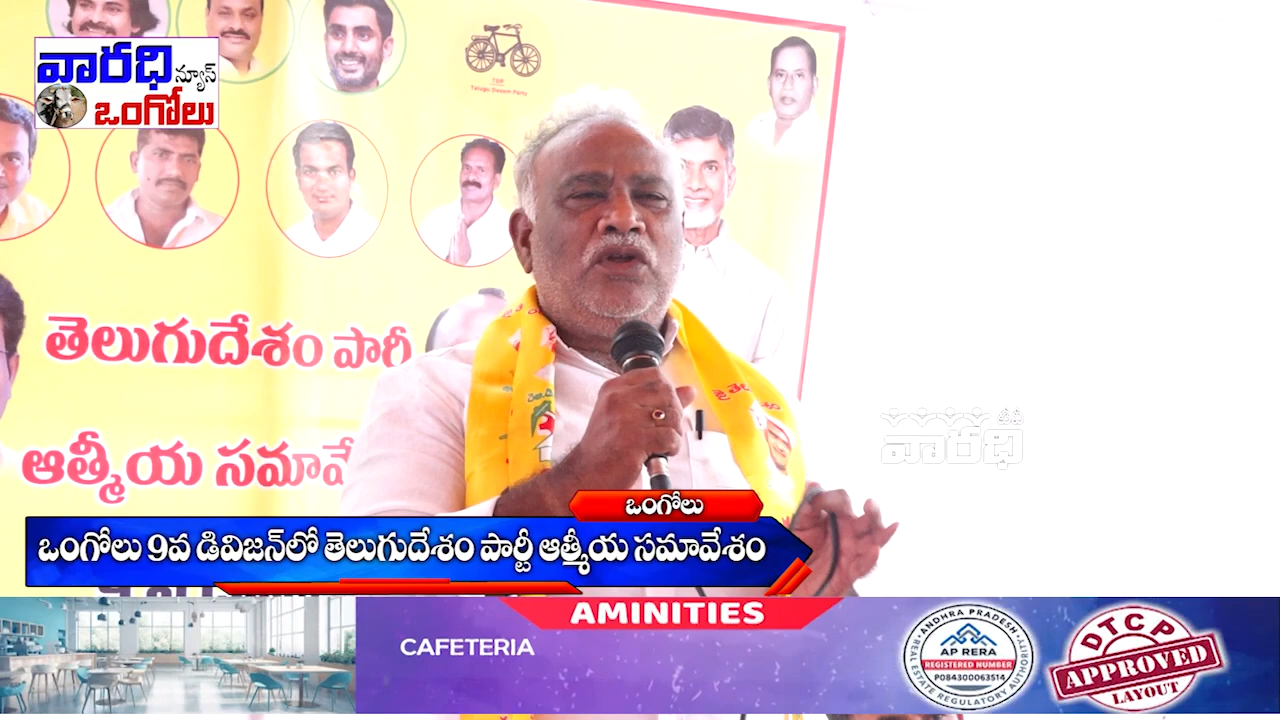 వారధి న్యూస్
ఒంగోలు
TDP
Telugu Desam Party
తెలుగుదేశం పార్టీ
ఆత్మీయ సమావే
జై తె
ఒంగోలు
ఒంగోలు 9వ డివిజన్‌లో తెలుగుదేశం పార్టీ ఆత్మీయ సమావేశం
వారధి
AMINITIES
CAFETERIA
ANDHRA PRADESH
AP RERA
REGISTERED NUMBER
P084300063514
REAL ESTATE REGULATORY AUTHORITY
DTCP
APPROVED
LAYOUT